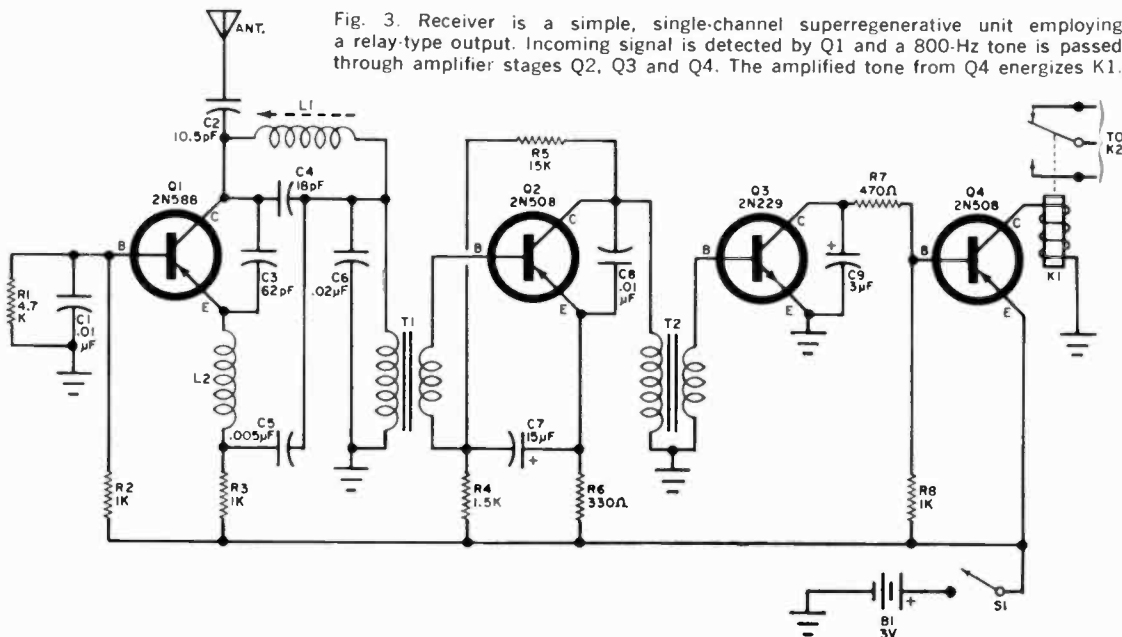 Fig. 3. Receiver is a simple, single-channel superregenerative unit employing
a relay-type output. Incoming signal is detected by Q1 and a 800-Hz tone is passed
through amplifier stages Q2, Q3 and Q4. The amplified tone from Q4 energizes K1.
ANT.
C2
10.5pF
L1
C4
18pF
Q1
2N588
C
B
E
C3
62pF
C6
.02µF
R1
4.7
K
C1
.01
µF
L2
C5
.005µF
R2
1K
R3
1K
T1
R5
15K
Q2
2N508
C
B
E
C8
.01
µF
C7
15µF
+
R4
1.5K
R6
330Ω
T2
Q3
2N229
C
B
E
+
C9
3µF
R7
470Ω
Q4
2N508
C
B
E
R8
1K
TO
K2
K1
B1
3V
+
S1